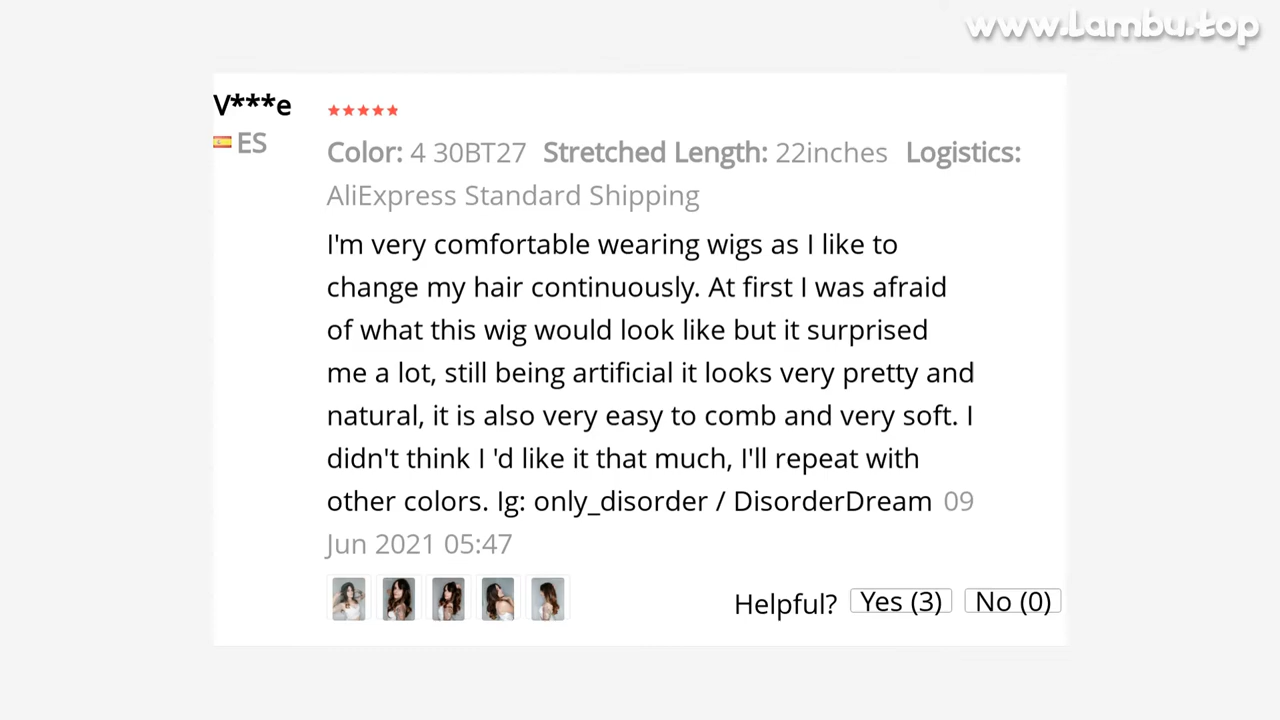 www.Lambu.top
V***e
ES
Color: 4 30BT27 Stretched Length: 22inches Logistics:
AliExpress Standard Shipping
I'm very comfortable wearing wigs as I like to
change my hair continuously. At first I was afraid
of what this wig would look like but it surprised
me a lot, still being artificial it looks very pretty and
natural, it is also very easy to comb and very soft. I
didn't think I 'd like it that much, I'll repeat with
other colors. Ig: only_disorder / DisorderDream 09
Jun 2021 05:47
Helpful? Yes (3) No (0)